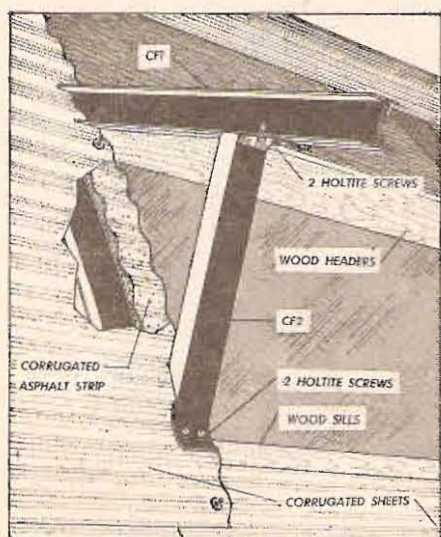 CF1
2 HOLTITE SCREWS
WOOD HEADERS
CF2
CORRUGATED
ASPHALT STRIP
2 HOLTITE SCREWS
WOOD SILLS
CORRUGATED SHEETS